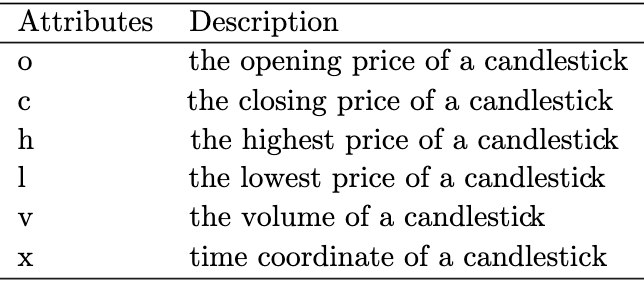 Attributes Description
o the opening price of a candlestick
c the closing price of a candlestick
h the highest price of a candlestick
l the lowest price of a candlestick
v the volume of a candlestick
x time coordinate of a candlestick